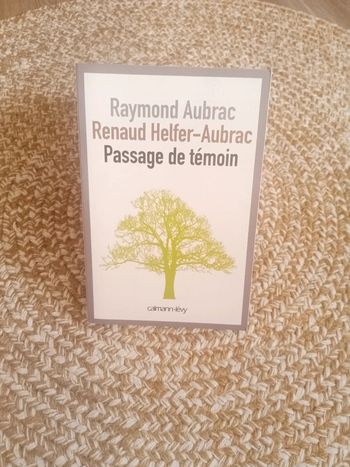 Raymond Aubrac
Renaud Helfer-Aubrac
Passage de témoin
calmann-lévy